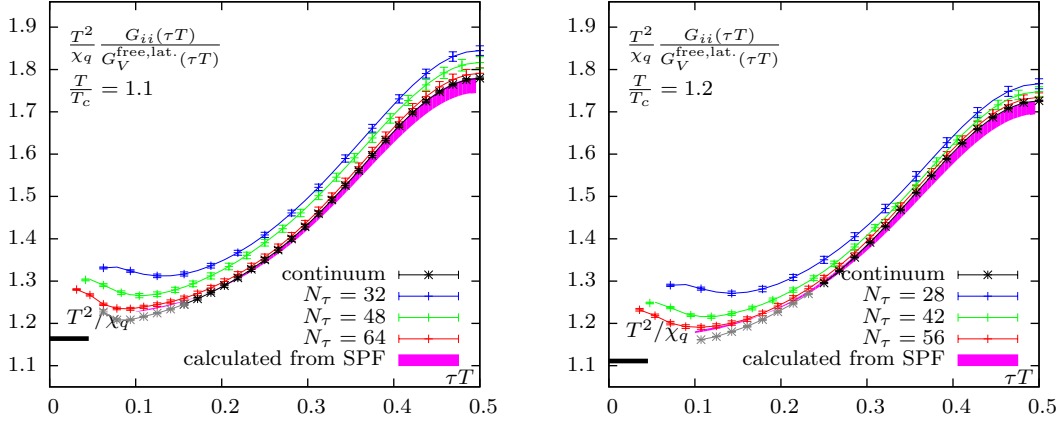 1.9
1.8
1.7
1.6
1.5
1.4
1.3
1.2
1.1
0
0.1
0.2
0.3
0.4
0.5
T²/χq Gii(τT)/GV^free,lat.(τT)
T/Tc = 1.1
continuum
Nτ = 32
Nτ = 48
Nτ = 64
calculated from SPF
T²/χq
τT
1.9
1.8
1.7
1.6
1.5
1.4
1.3
1.2
1.1
0
0.1
0.2
0.3
0.4
0.5
T²/χq Gii(τT)/GV^free,lat.(τT)
T/Tc = 1.2
continuum
Nτ = 28
Nτ = 42
Nτ = 56
calculated from SPF
T²/χq
τT